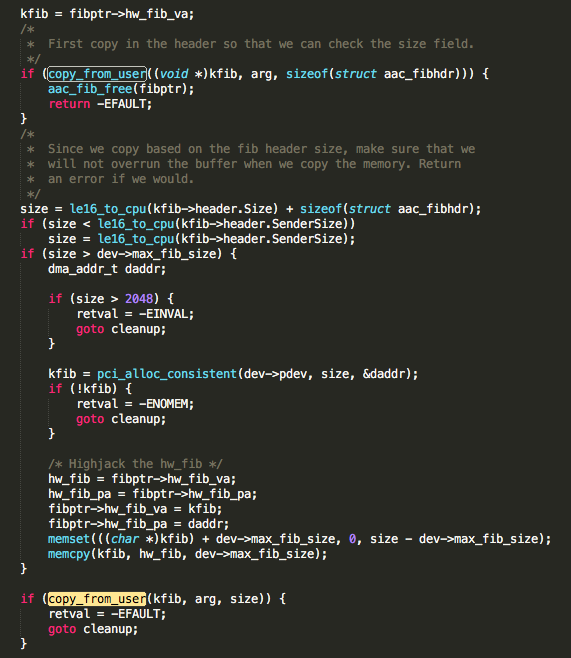 kfib = fibptr->hw_fib_va;
/*
 *  First copy in the header so that we can check the size field.
 */
if (copy_from_user((void *)kfib, arg, sizeof(struct aac_fibhdr))) {
    aac_fib_free(fibptr);
    return -EFAULT;
}
/*
 *  Since we copy based on the fib header size, make sure that we
 *  will not overrun the buffer when we copy the memory. Return
 *  an error if we would.
 */
size = le16_to_cpu(kfib->header.Size) + sizeof(struct aac_fibhdr);
if (size < le16_to_cpu(kfib->header.SenderSize))
    size = le16_to_cpu(kfib->header.SenderSize);
if (size > dev->max_fib_size) {
    dma_addr_t daddr;

    if (size > 2048) {
        retval = -EINVAL;
        goto cleanup;
    }

    kfib = pci_alloc_consistent(dev->pdev, size, &daddr);
    if (!kfib) {
        retval = -ENOMEM;
        goto cleanup;
    }

    /* Highjack the hw_fib */
    hw_fib = fibptr->hw_fib_va;
    hw_fib_pa = fibptr->hw_fib_pa;
    fibptr->hw_fib_va = kfib;
    fibptr->hw_fib_pa = daddr;
    memset(((char *)kfib) + dev->max_fib_size, 0, size - dev->max_fib_size);
    memcpy(kfib, hw_fib, dev->max_fib_size);
}

if (copy_from_user(kfib, arg, size)) {
    retval = -EFAULT;
    goto cleanup;
}